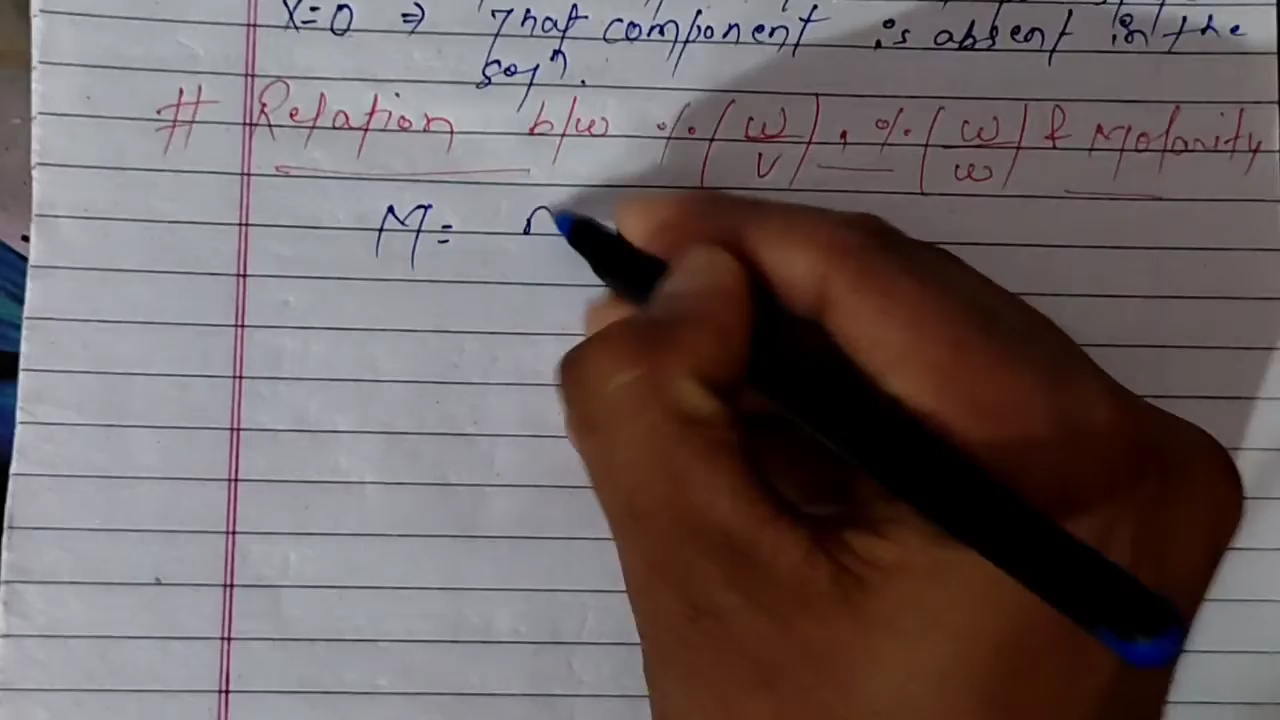 x=0 ⇒ That component is absent in the
solⁿ.
# Relation b/w %(w/v), %(w/w) & Molarity
M= n